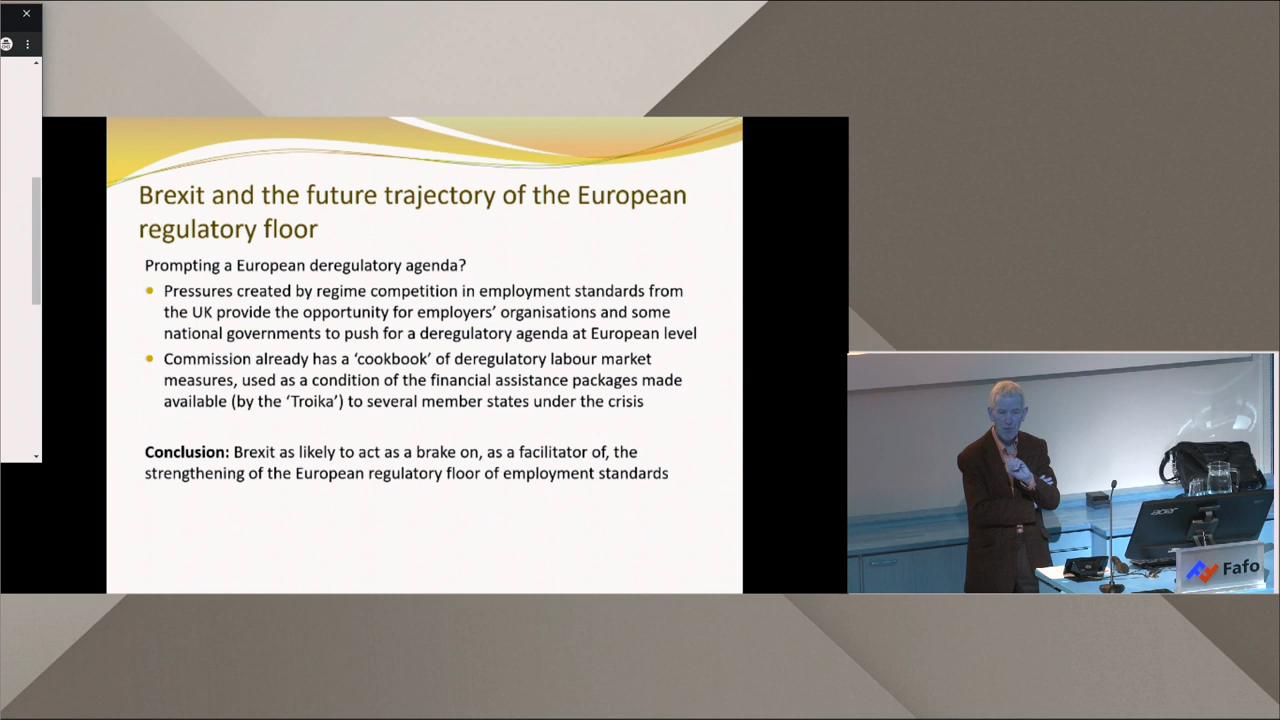 Brexit and the future trajectory of the European
regulatory floor
Prompting a European deregulatory agenda?
Pressures created by regime competition in employment standards from
the UK provide the opportunity for employers’ organisations and some
national governments to push for a deregulatory agenda at European level
Commission already has a ‘cookbook’ of deregulatory labour market
measures, used as a condition of the financial assistance packages made
available (by the ‘Troika’) to several member states under the crisis
Conclusion: Brexit as likely to act as a brake on, as a facilitator of, the
strengthening of the European regulatory floor of employment standards
acer
Fafo